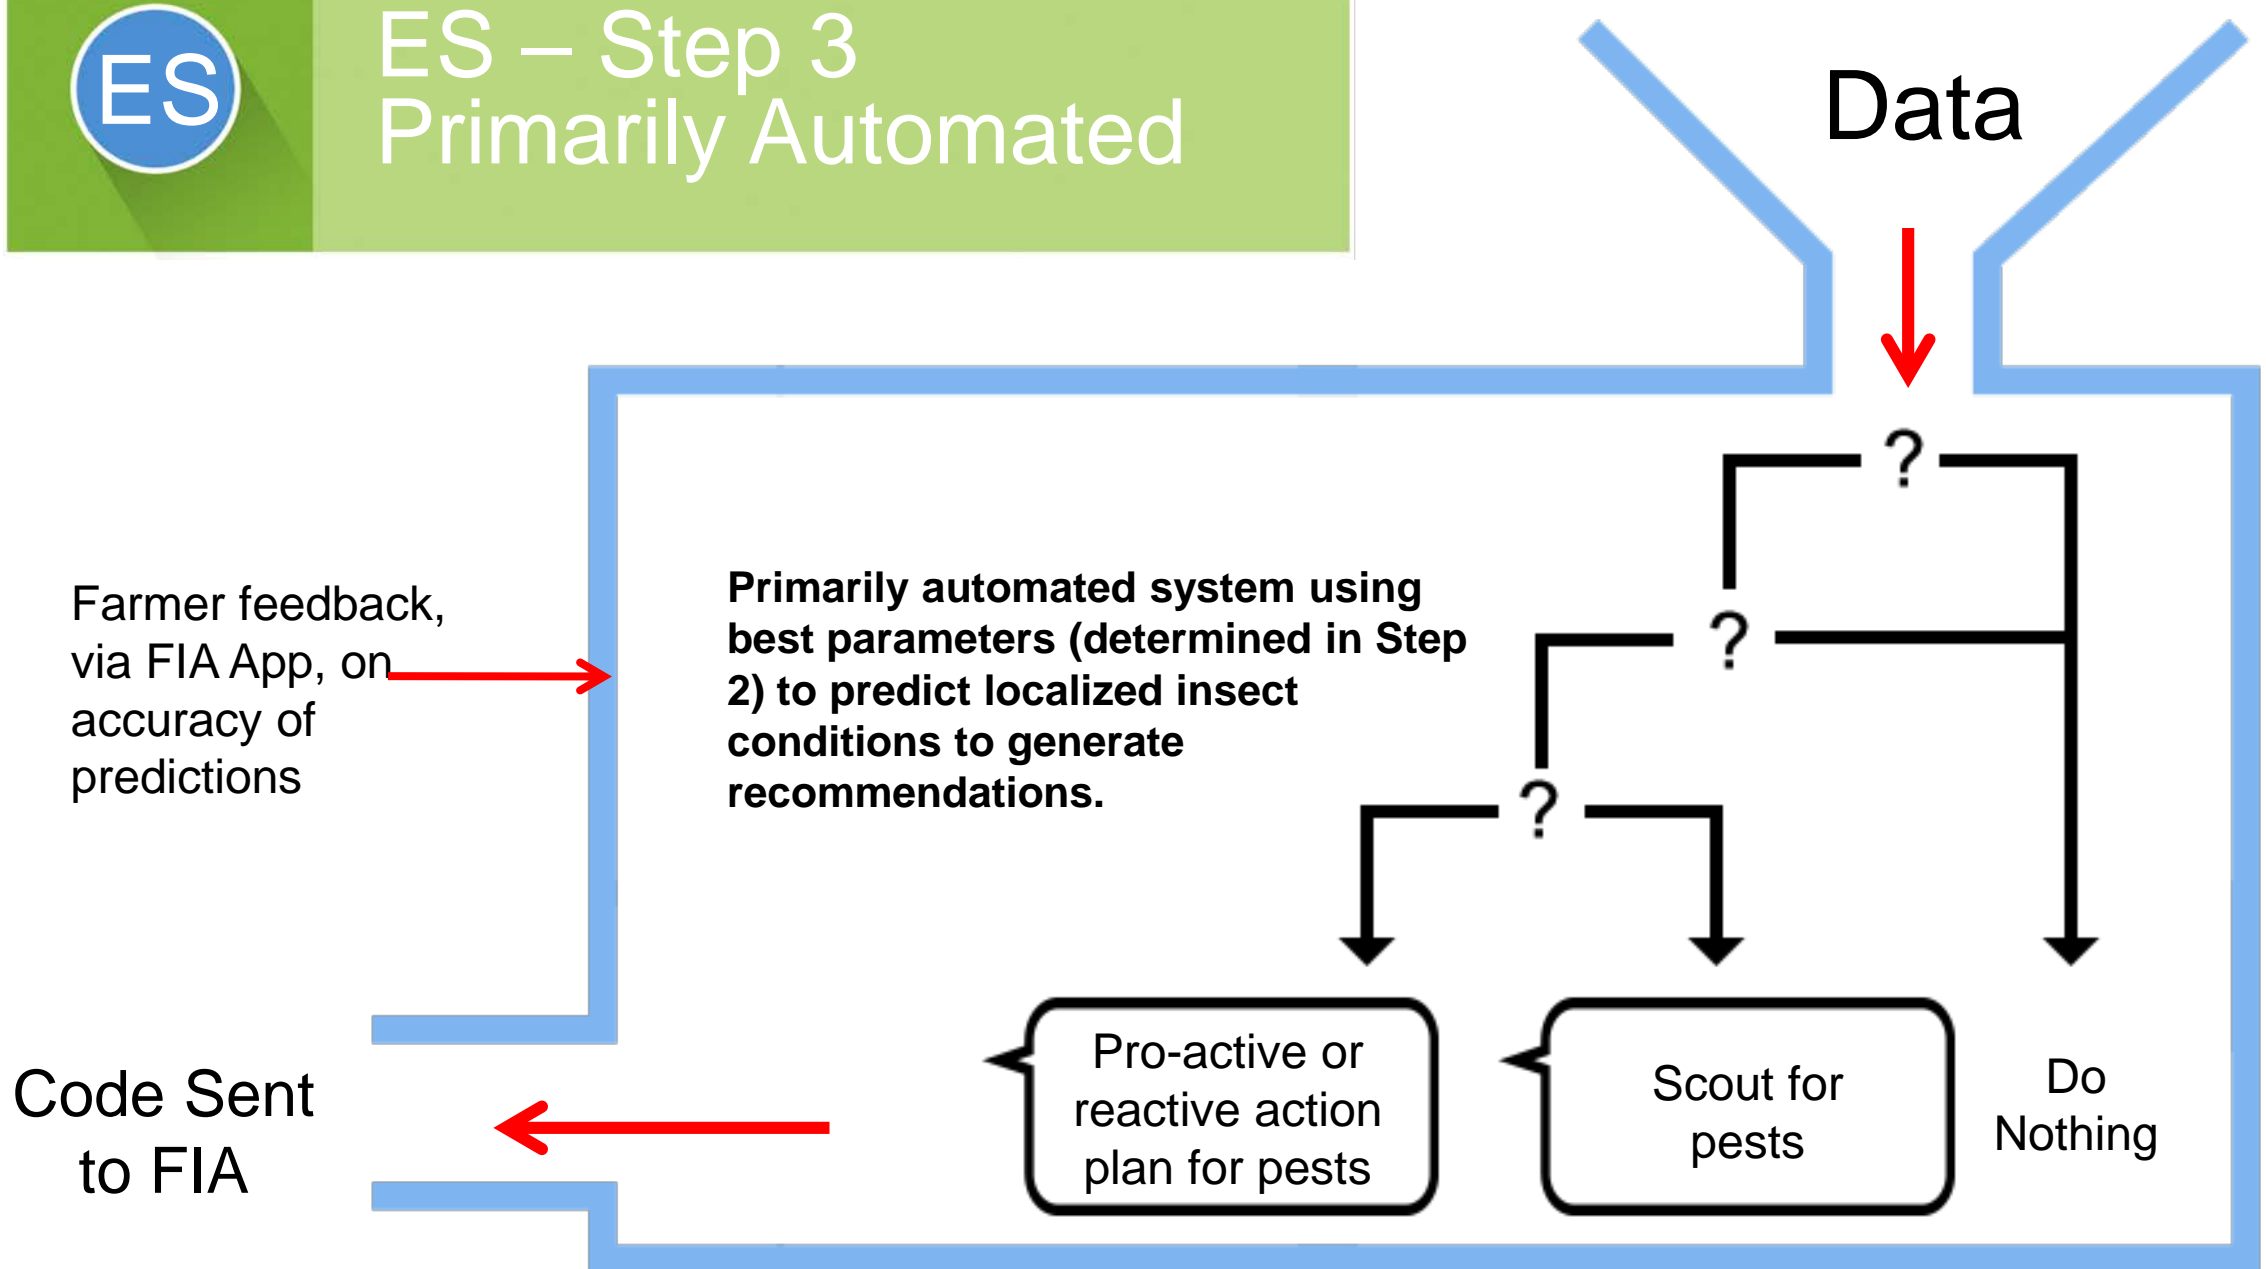 ES
ES – Step 3
Primarily Automated
Data
?
?
?
Farmer feedback,
via FIA App, on
accuracy of
predictions
Primarily automated system using
best parameters (determined in Step
2) to predict localized insect
conditions to generate
recommendations.
Code Sent
to FIA
Pro-active or
reactive action
plan for pests
Scout for
pests
Do
Nothing